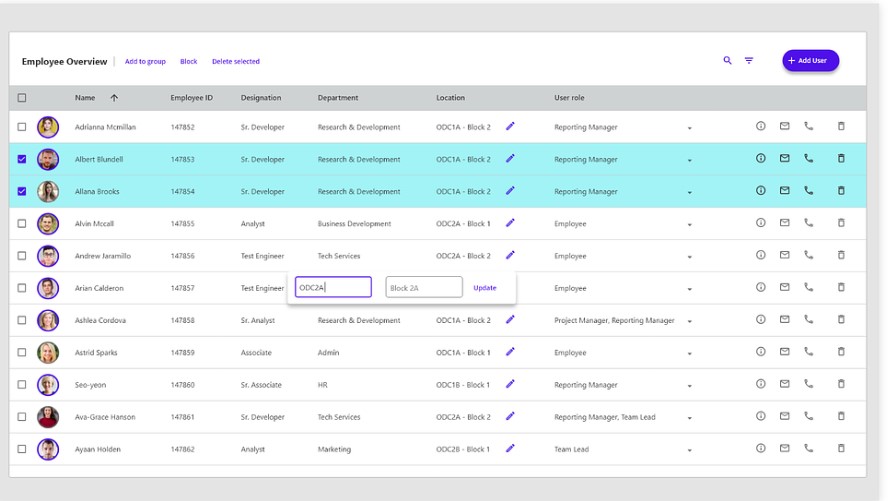 Employee Overview Add to group Block Delete selected + Add User
Name Employee ID Designation Department Location User role
Adrianna Mcmillan 147852 Sr. Developer Research & Development ODC1A - Block 2 Reporting Manager
Albert Blundell 147853 Sr. Developer Research & Development ODC1A - Block 2 Reporting Manager
Allana Brooks 147854 Sr. Developer Research & Development ODC1A - Block 2 Reporting Manager
Alvin Mccall 147855 Analyst Business Development ODC2A - Block 1 Employee
Andrew Jaramillo 147856 Test Engineer Tech Services ODC2A - Block 2 Employee
Arian Calderon 147857 Test Engineer ODC2A Block 2A Update Employee
Ashlea Cordova 147858 Sr. Analyst Research & Development ODC1A - Block 2 Project Manager, Reporting Manager
Astrid Sparks 147859 Associate Admin ODC1A - Block 1 Employee
Seo-yeon 147860 Sr. Associate HR ODC1B - Block 1 Reporting Manager
Ava-Grace Hanson 147861 Sr. Developer Tech Services ODC2A - Block 2 Reporting Manager, Team Lead
Ayaan Holden 147862 Analyst Marketing ODC2B - Block 1 Team Lead